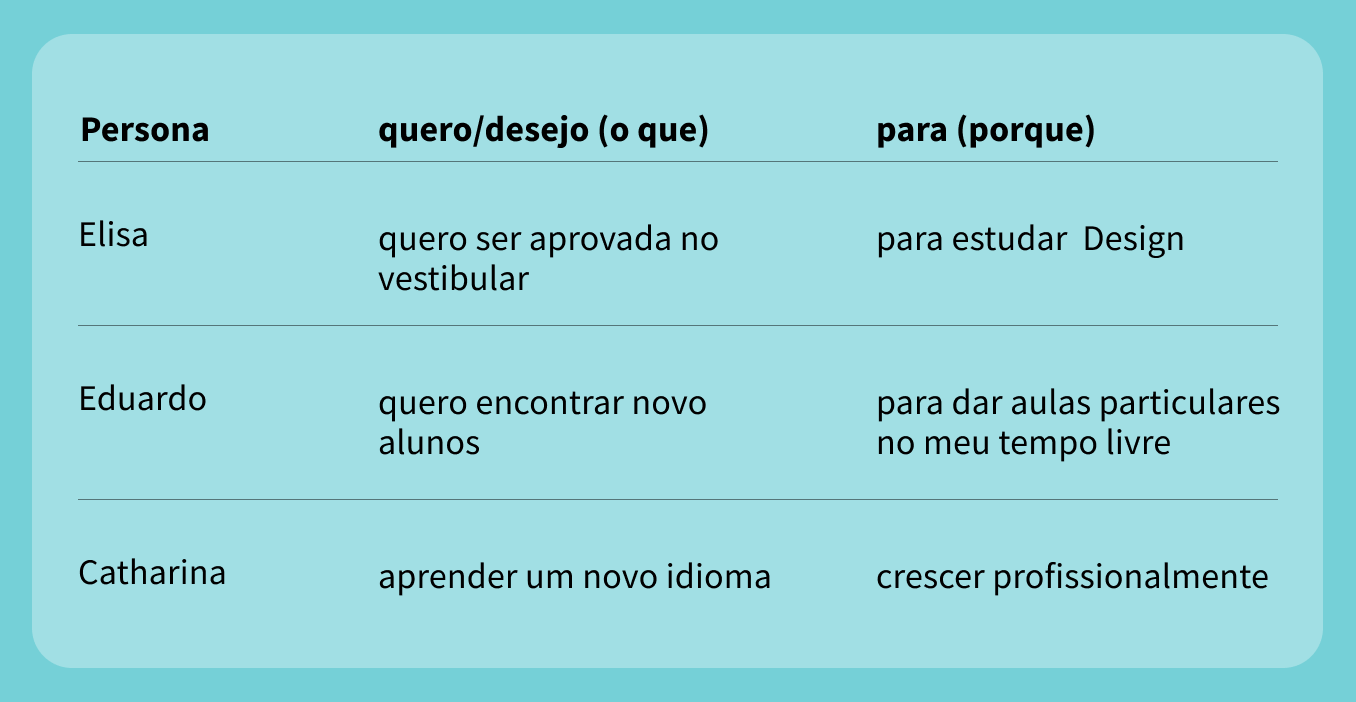 Persona quero/desejo (o que) para (porque)
Elisa quero ser aprovada no para estudar  Design
vestibular
Eduardo quero encontrar novo para dar aulas particulares
alunos no meu tempo livre
Catharina aprender um novo idioma crescer profissionalmente